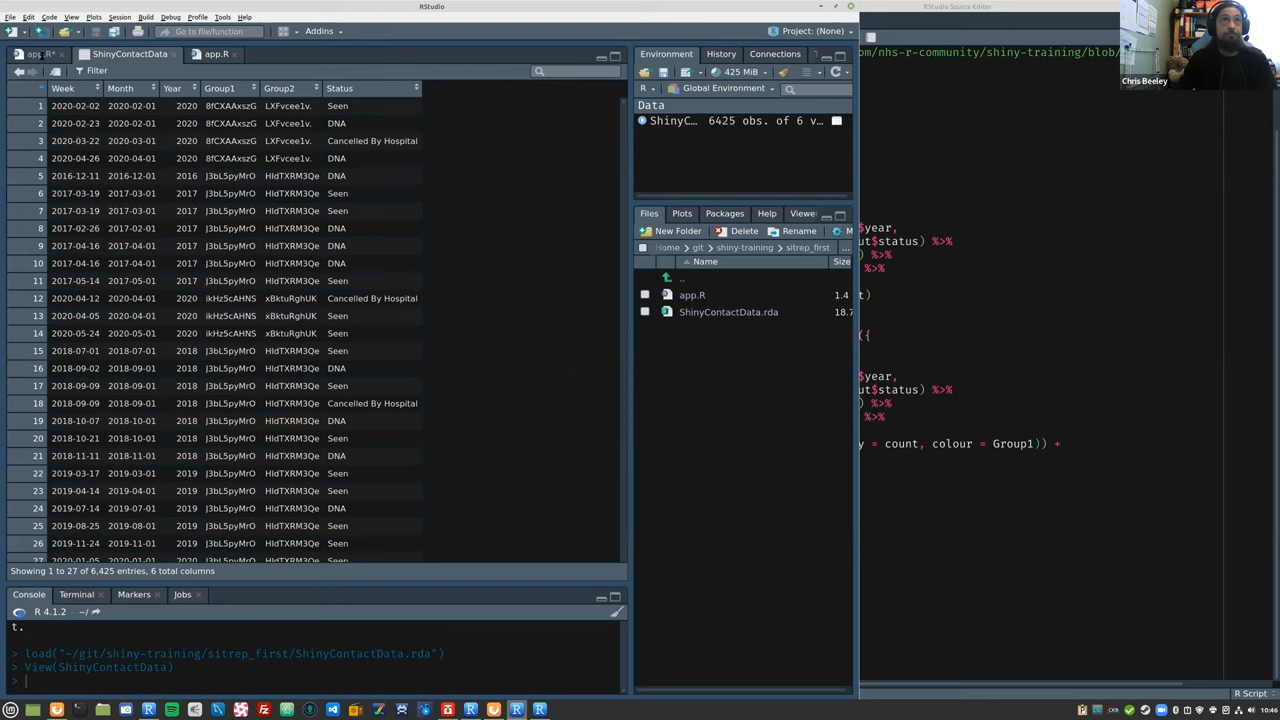 RStudio
RStudio Source Editor
File Edit Code View Plots Session Build Debug Profile Tools Help
Go to file/function
Addins
Project: (None)
app.R*
ShinyContactData
app.R
Filter
Week Month Year Group1 Group2 Status
1 2020-02-02 2020-02-01 2020 8fCXAAxszG LXFvcee1v. Seen
2 2020-02-23 2020-02-01 2020 8fCXAAxszG LXFvcee1v. DNA
3 2020-03-22 2020-03-01 2020 8fCXAAxszG LXFvcee1v. Cancelled By Hospital
4 2020-04-26 2020-04-01 2020 8fCXAAxszG LXFvcee1v. DNA
5 2016-12-11 2016-12-01 2016 J3bL5pyMrO HIdTXRM3Qe DNA
6 2017-03-19 2017-03-01 2017 J3bL5pyMrO HIdTXRM3Qe Seen
7 2017-03-19 2017-03-01 2017 J3bL5pyMrO HIdTXRM3Qe Seen
8 2017-02-26 2017-02-01 2017 J3bL5pyMrO HIdTXRM3Qe DNA
9 2017-04-16 2017-04-01 2017 J3bL5pyMrO HIdTXRM3Qe DNA
10 2017-04-16 2017-04-01 2017 J3bL5pyMrO HIdTXRM3Qe DNA
11 2017-05-14 2017-05-01 2017 J3bL5pyMrO HIdTXRM3Qe Seen
12 2020-04-12 2020-04-01 2020 ikHz5cAHNS xBktuRghUK Cancelled By Hospital
13 2020-04-05 2020-04-01 2020 ikHz5cAHNS xBktuRghUK Seen
14 2020-05-24 2020-05-01 2020 ikHz5cAHNS xBktuRghUK Seen
15 2018-07-01 2018-07-01 2018 J3bL5pyMrO HIdTXRM3Qe Seen
16 2018-09-02 2018-09-01 2018 J3bL5pyMrO HIdTXRM3Qe DNA
17 2018-09-09 2018-09-01 2018 J3bL5pyMrO HIdTXRM3Qe Seen
18 2018-09-09 2018-09-01 2018 J3bL5pyMrO HIdTXRM3Qe Cancelled By Hospital
19 2018-10-07 2018-10-01 2018 J3bL5pyMrO HIdTXRM3Qe DNA
20 2018-10-21 2018-10-01 2018 J3bL5pyMrO HIdTXRM3Qe Seen
21 2018-11-11 2018-11-01 2018 J3bL5pyMrO HIdTXRM3Qe DNA
22 2019-03-17 2019-03-01 2019 J3bL5pyMrO HIdTXRM3Qe Seen
23 2019-04-14 2019-04-01 2019 J3bL5pyMrO HIdTXRM3Qe Seen
24 2019-07-14 2019-07-01 2019 J3bL5pyMrO HIdTXRM3Qe DNA
25 2019-08-25 2019-08-01 2019 J3bL5pyMrO HIdTXRM3Qe Seen
26 2019-11-24 2019-11-01 2019 J3bL5pyMrO HIdTXRM3Qe Seen
27 2020-01-05 2020-01-01 2020 J3bL5pyMrO HIdTXRM3Qe Seen
Showing 1 to 27 of 6,425 entries, 6 total columns
Console Terminal Markers Jobs
R 4.1.2 · ~/
t.
> load("~/git/shiny-training/sitrep_first/ShinyContactData.rda")
> View(ShinyContactData)
>
Environment History Connections
425 MiB
R Global Environment
Data
ShinyC... 6425 obs. of 6 v...
Files Plots Packages Help Viewe
New Folder Delete Rename M
Home git shiny-training sitrep_first ...
Name Size
..
app.R 1.4
ShinyContactData.rda 18.7
om/nhs-r-community/shiny-training/blob/
Chris Beeley
$year,
ut$status) %>%
) %>%
%>%
t)
({
$year,
ut$status) %>%
) %>%
%>%
y = count, colour = Group1)) +
R Script
10:46